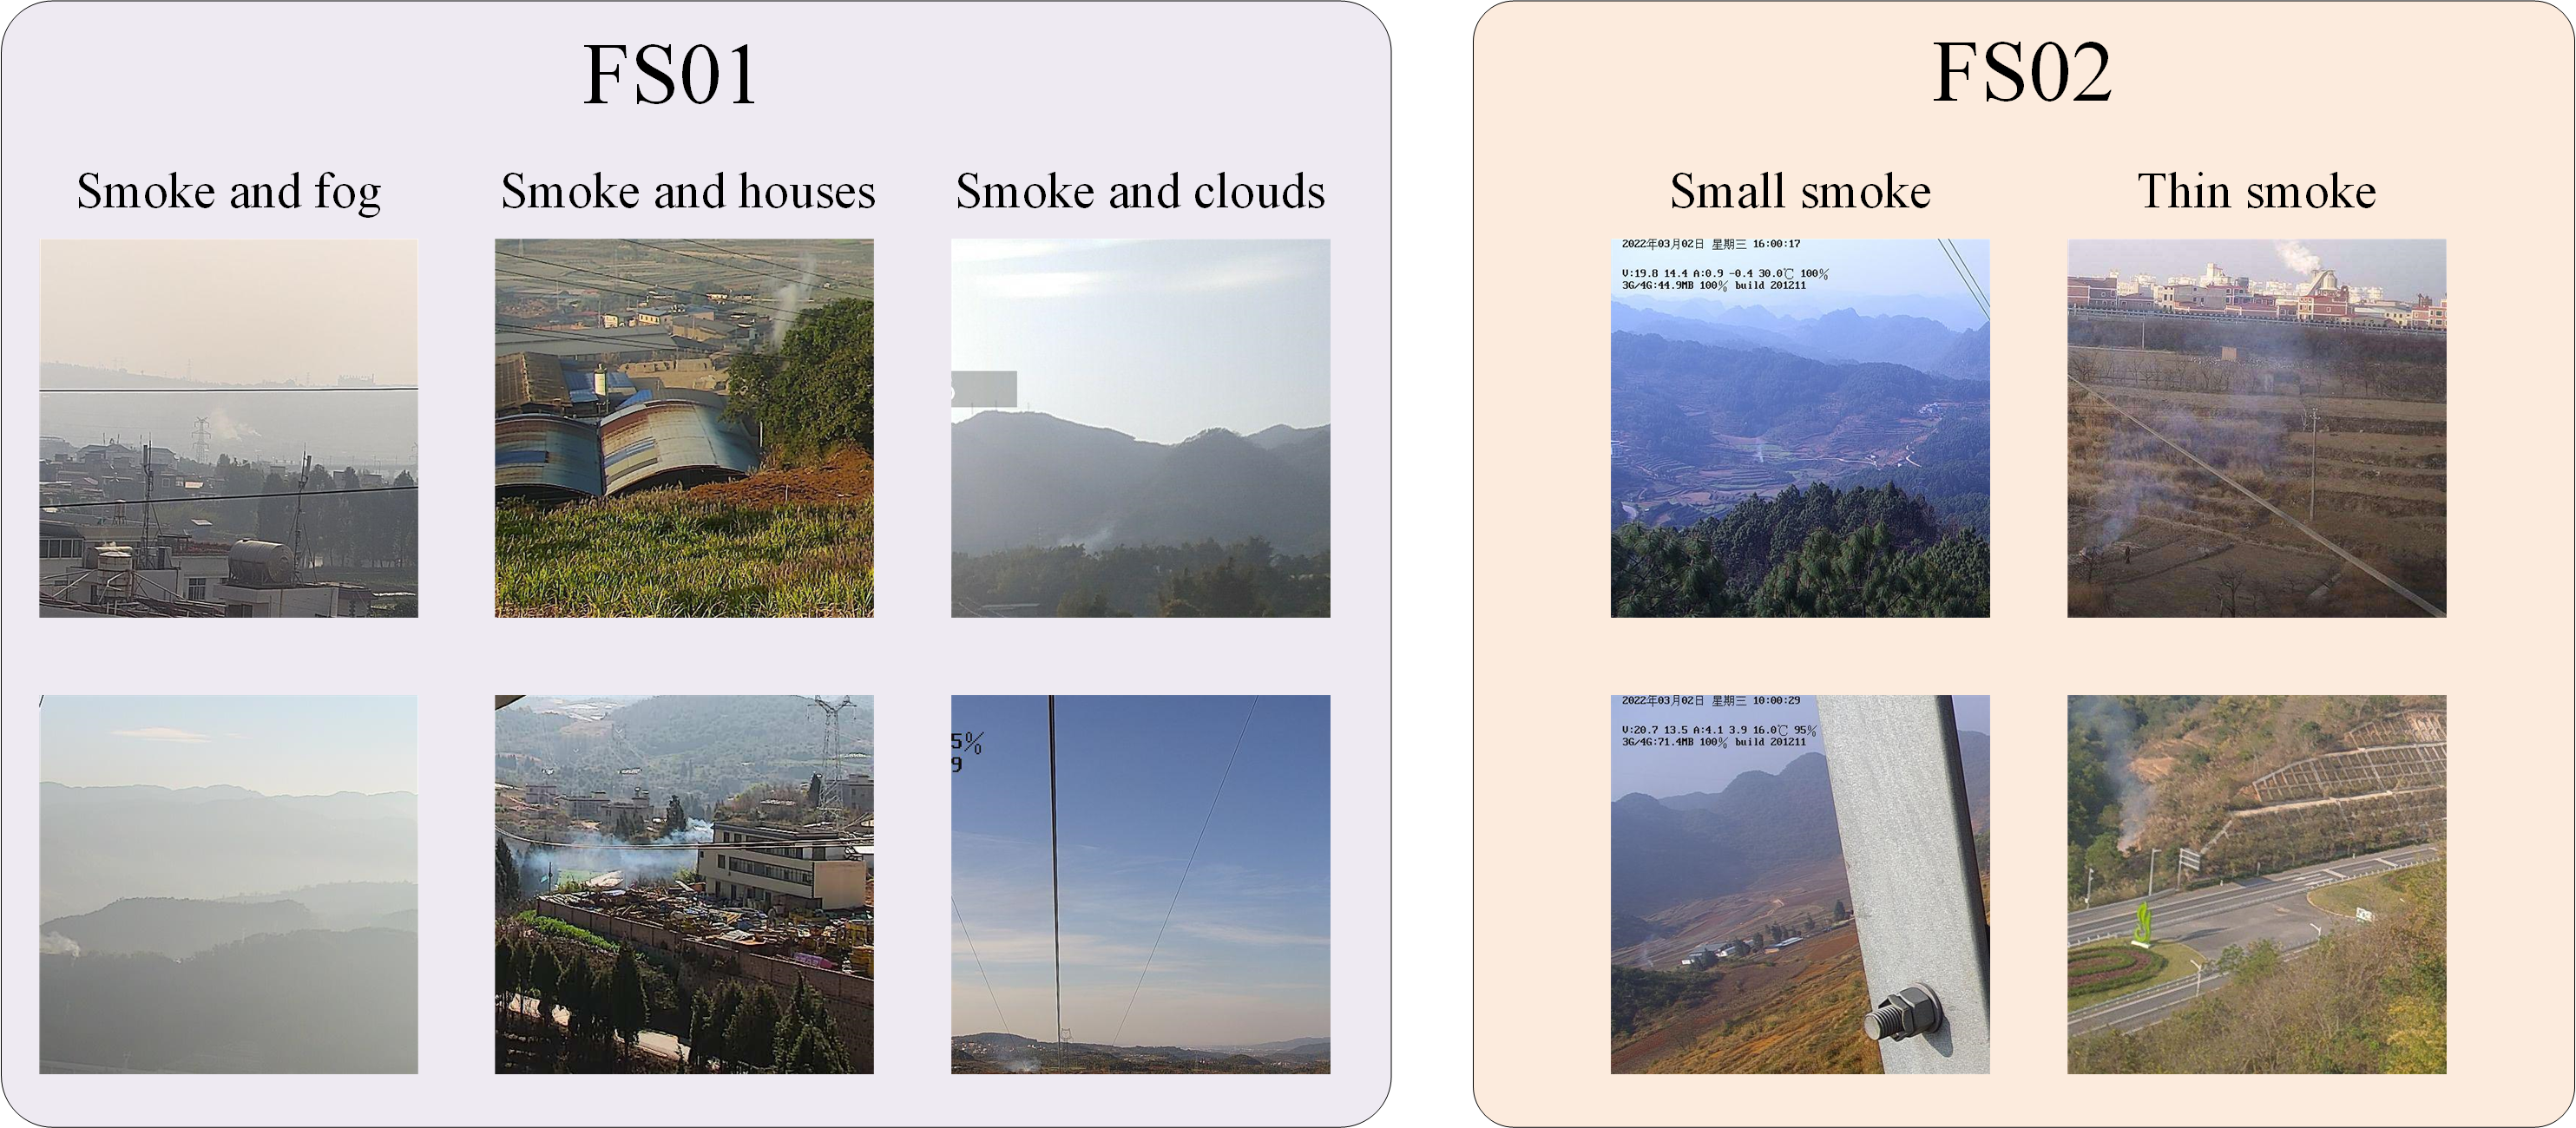 FS01
Smoke and fog
Smoke and houses
Smoke and clouds
5%
9
FS02
Small smoke
Thin smoke
2022年03月02日 星期三 16:00:17
V:19.8 14.4 A:0.9 -0.4 30.0℃ 100%
3G/4G:44.9MB 100% build 201211
2022年03月02日 星期三 10:00:29
V:20.7 13.5 A:4.1 3.9 16.0℃ 95%
3G/4G:71.4MB 100% build 201211